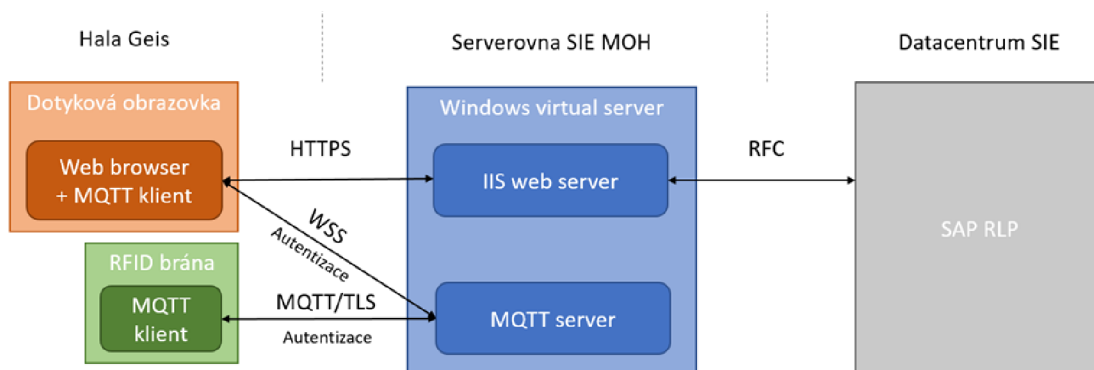 Hala Geis
Serverovna SIE MOH
Datacentrum SIE
Dotyková obrazovka
Web browser
+ MQTT klient
HTTPS
Windows virtual server
IIS web server
RFC
SAP RLP
WSS
Autentizace
RFID brána
MQTT
klient
MQTT/TLS
Autentizace
MQTT server